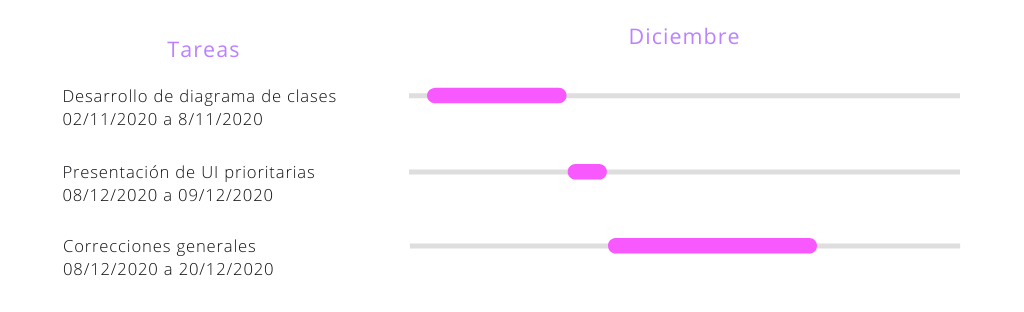 Tareas
Diciembre
Desarrollo de diagrama de clases
02/11/2020 a 8/11/2020
Presentación de UI prioritarias
08/12/2020 a 09/12/2020
Correcciones generales
08/12/2020 a 20/12/2020